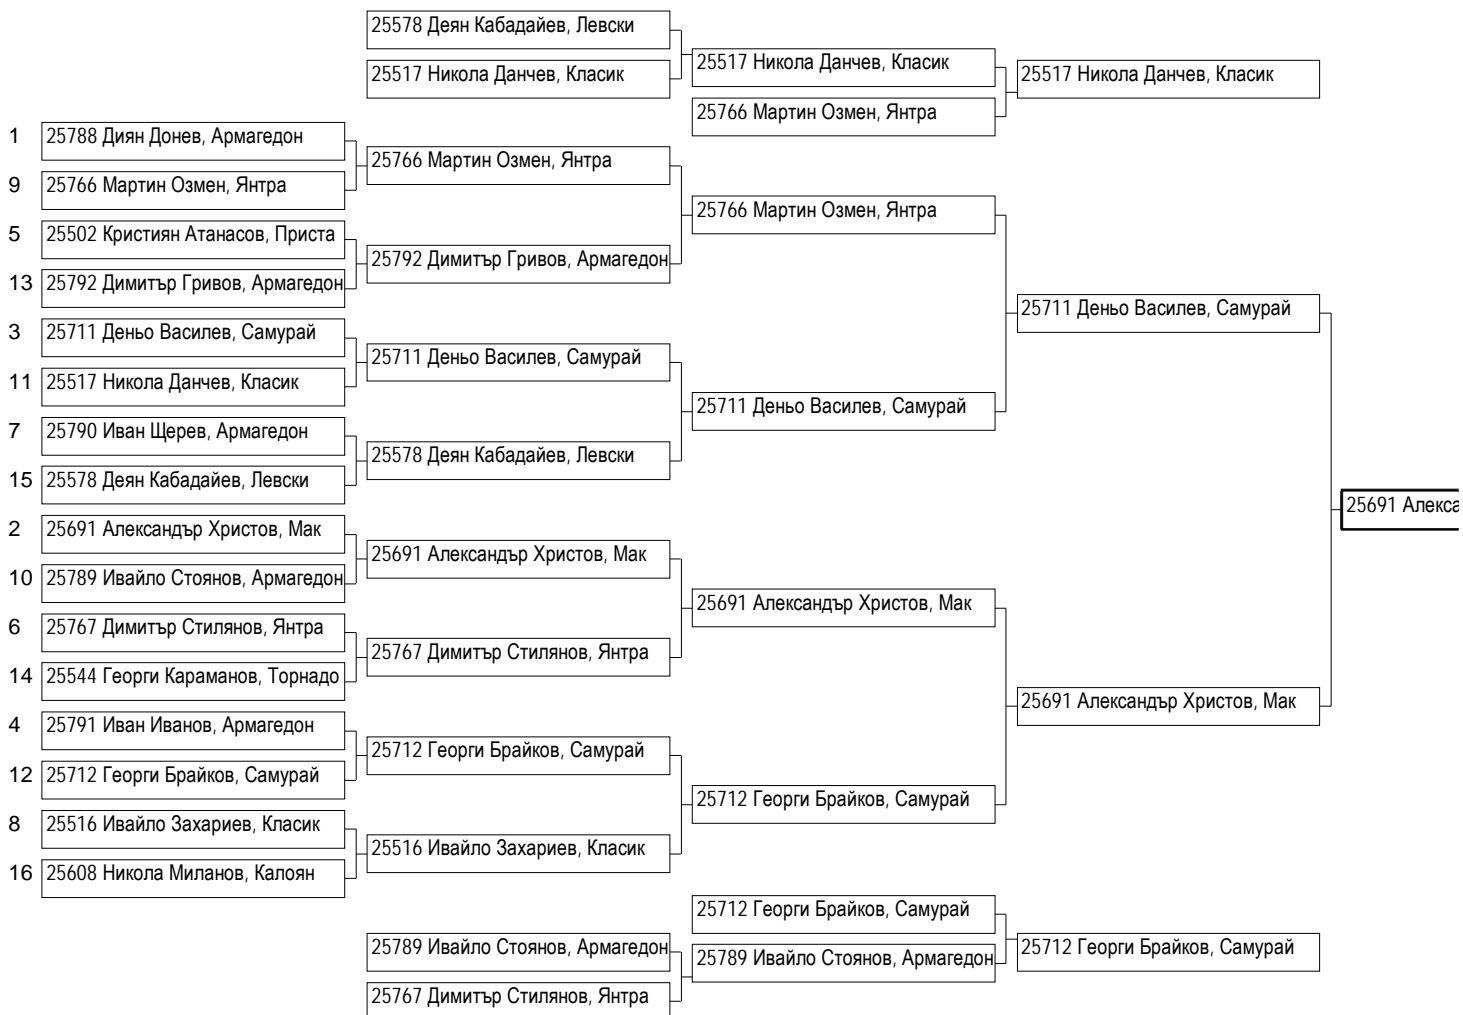 25578 Деян Кабадайев, Левски
25517 Никола Данчев, Класик
25517 Никола Данчев, Класик
25517 Никола Данчев, Класик
25766 Мартин Озмен, Янтра
1 25788 Диян Донев, Армагедон
25766 Мартин Озмен, Янтра
9 25766 Мартин Озмен, Янтра
25766 Мартин Озмен, Янтра
5 25502 Кристиян Атанасов, Приста
25792 Димитър Гривов, Армагедон
13 25792 Димитър Гривов, Армагедон
25711 Деньо Василев, Самурай
3 25711 Деньо Василев, Самурай
25711 Деньо Василев, Самурай
11 25517 Никола Данчев, Класик
25711 Деньо Василев, Самурай
7 25790 Иван Щерев, Армагедон
25578 Деян Кабадайев, Левски
15 25578 Деян Кабадайев, Левски
25691 Алекса
2 25691 Александър Христов, Мак
25691 Александър Христов, Мак
10 25789 Ивайло Стоянов, Армагедон
25691 Александър Христов, Мак
6 25767 Димитър Стилянов, Янтра
25767 Димитър Стилянов, Янтра
14 25544 Георги Караманов, Торнадо
25691 Александър Христов, Мак
4 25791 Иван Иванов, Армагедон
25712 Георги Брайков, Самурай
12 25712 Георги Брайков, Самурай
25712 Георги Брайков, Самурай
8 25516 Ивайло Захариев, Класик
25516 Ивайло Захариев, Класик
16 25608 Никола Миланов, Калоян
25712 Георги Брайков, Самурай
25789 Ивайло Стоянов, Армагедон
25789 Ивайло Стоянов, Армагедон
25712 Георги Брайков, Самурай
25767 Димитър Стилянов, Янтра